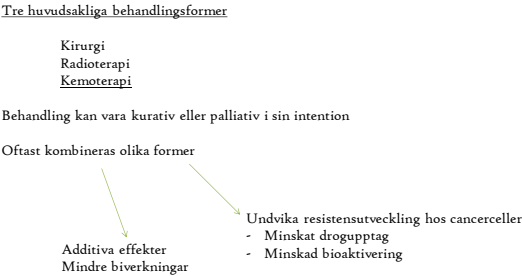 Tre huvudsakliga behandlingsformer
Kirurgi
Radioterapi
Kemoterapi
Behandling kan vara kurativ eller palliativ i sin intention
Oftast kombineras olika former
Additiva effekter
Mindre biverkningar
Undvika resistensutveckling hos cancerceller
- Minskat drogupptag
- Minskad bioaktivering